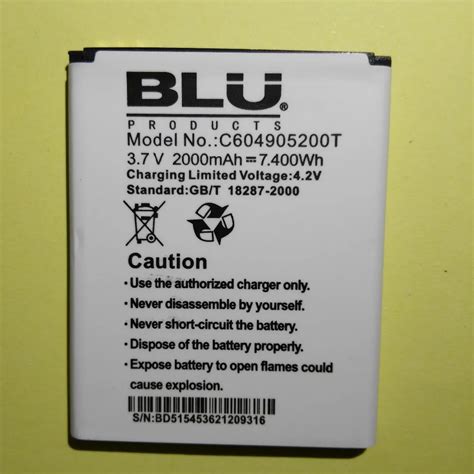 BLU®
PRODUCTS
Model No.:C604905200T
3.7 V 2000mAh=7.400Wh
Charging Limited Voltage:4.2V
Standard:GB/T 18287-2000
Caution
· Use the authorized charger only.
· Never disassemble by yourself.
· Never short-circuit the battery.
· Dispose of the battery properly.
· Expose battery to open flames could
cause explosion.
S/N:BD515453621209316